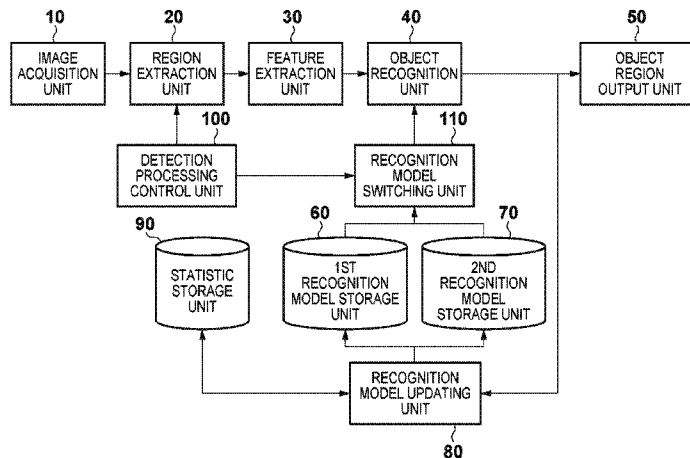 10
20
30
40
50
IMAGE
ACQUISITION
UNIT
REGION
EXTRACTION
UNIT
FEATURE
EXTRACTION
UNIT
OBJECT
RECOGNITION
UNIT
OBJECT
REGION
OUTPUT UNIT
100
110
DETECTION
PROCESSING
CONTROL UNIT
RECOGNITION
MODEL
SWITCHING UNIT
90
60
70
STATISTIC
STORAGE
UNIT
1ST
RECOGNITION
MODEL STORAGE
UNIT
2ND
RECOGNITION
MODEL
STORAGE UNIT
RECOGNITION
MODEL UPDATING
UNIT
80